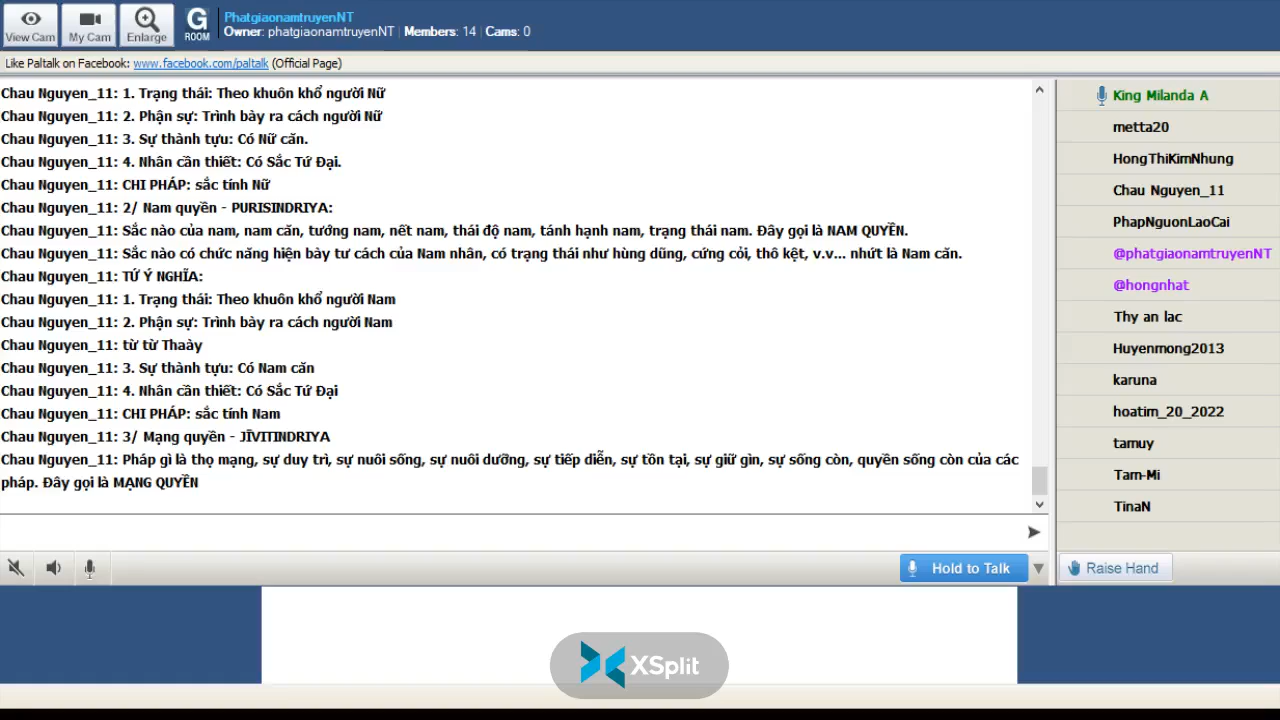 View Cam
My Cam
Enlarge
G
ROOM
PhatgiaonamtruyenNT
Owner: phatgiaonamtruyenNT | Members: 14 | Cams: 0
Like Paltalk on Facebook: www.facebook.com/paltalk (Official Page)
Chau Nguyen_11: 1. Trạng thái: Theo khuôn khổ người Nữ
Chau Nguyen_11: 2. Phận sự: Trình bày ra cách người Nữ
Chau Nguyen_11: 3. Sự thành tựu: Có Nữ căn.
Chau Nguyen_11: 4. Nhân cần thiết: Có Sắc Tứ Đại.
Chau Nguyen_11: CHI PHÁP: sắc tính Nữ
Chau Nguyen_11: 2/ Nam quyền - PURISINDRIYA:
Chau Nguyen_11: Sắc nào của nam, nam căn, tướng nam, nết nam, thái độ nam, tánh hạnh nam, trạng thái nam. Đây gọi là NAM QUYỀN.
Chau Nguyen_11: Sắc nào có chức năng hiện bày tư cách của Nam nhân, có trạng thái như hùng dũng, cứng cỏi, thô kệt, v.v... nhứt là Nam căn.
Chau Nguyen_11: TỨ Ý NGHĨA:
Chau Nguyen_11: 1. Trạng thái: Theo khuôn khổ người Nam
Chau Nguyen_11: 2. Phận sự: Trình bày ra cách người Nam
Chau Nguyen_11: từ từ Thaày
Chau Nguyen_11: 3. Sự thành tựu: Có Nam căn
Chau Nguyen_11: 4. Nhân cần thiết: Có Sắc Tứ Đại
Chau Nguyen_11: CHI PHÁP: sắc tính Nam
Chau Nguyen_11: 3/ Mạng quyền - JĪVITINDRIYA
Chau Nguyen_11: Pháp gì là thọ mạng, sự duy trì, sự nuôi sống, sự nuôi dưỡng, sự tiếp diễn, sự tồn tại, sự giữ gìn, sự sống còn, quyền sống còn của các
pháp. Đây gọi là MẠNG QUYỀN
King Milanda A
metta20
HongThiKimNhung
Chau Nguyen_11
PhapNguonLaoCai
@phatgiaonamtruyenNT
@hongnhat
Thy an lac
Huyenmong2013
karuna
hoatim_20_2022
tamuy
Tam-Mi
TinaN
Hold to Talk
Raise Hand
XSplit